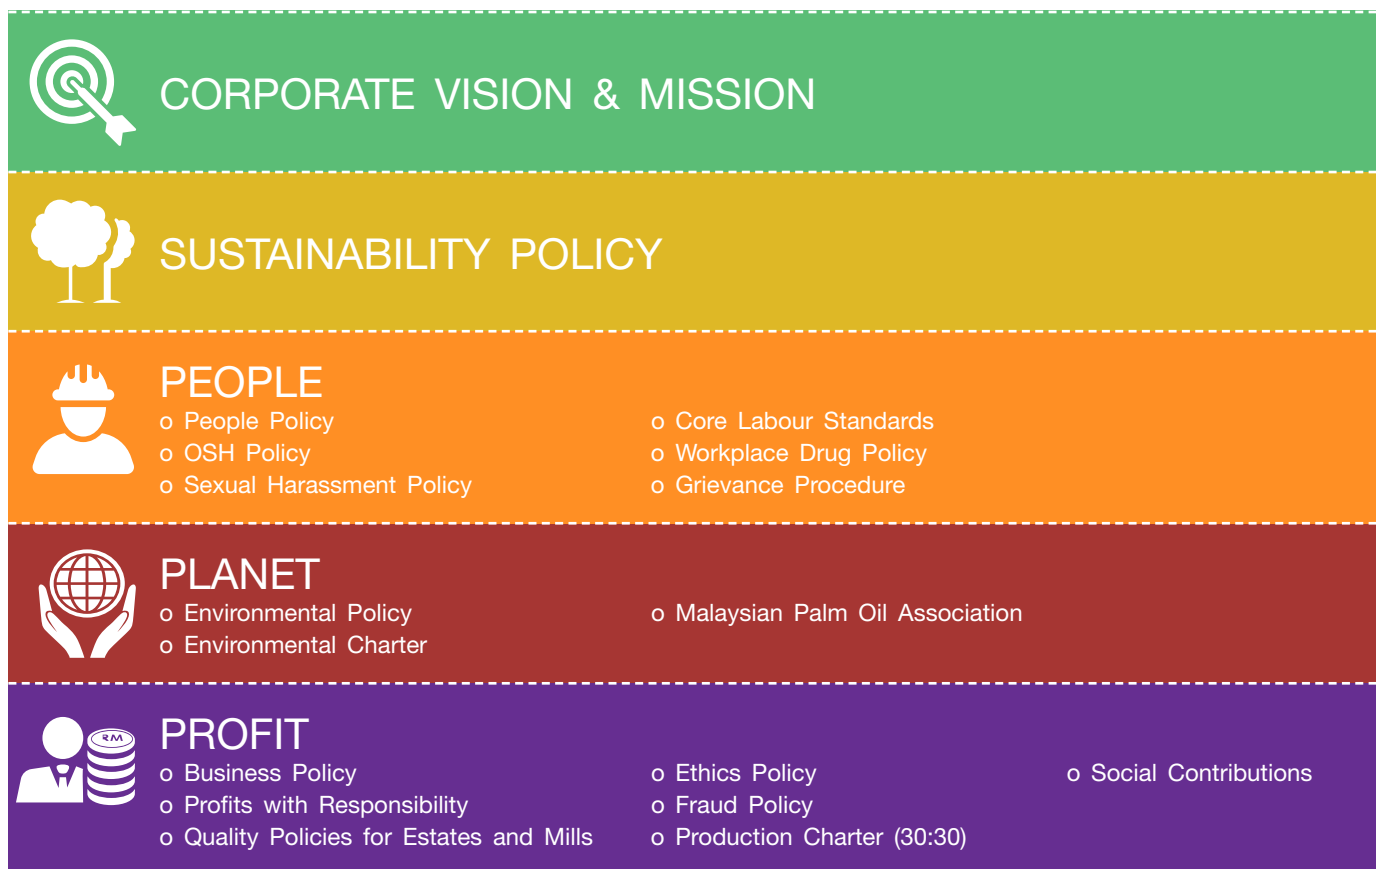 CORPORATE VISION & MISSION
SUSTAINABILITY POLICY
PEOPLE
o People Policy
o OSH Policy
o Sexual Harassment Policy
o Core Labour Standards
o Workplace Drug Policy
o Grievance Procedure
PLANET
o Environmental Policy
o Environmental Charter
o Malaysian Palm Oil Association
RM
PROFIT
o Business Policy
o Profits with Responsibility
o Quality Policies for Estates and Mills
o Ethics Policy
o Fraud Policy
o Production Charter (30:30)
o Social Contributions